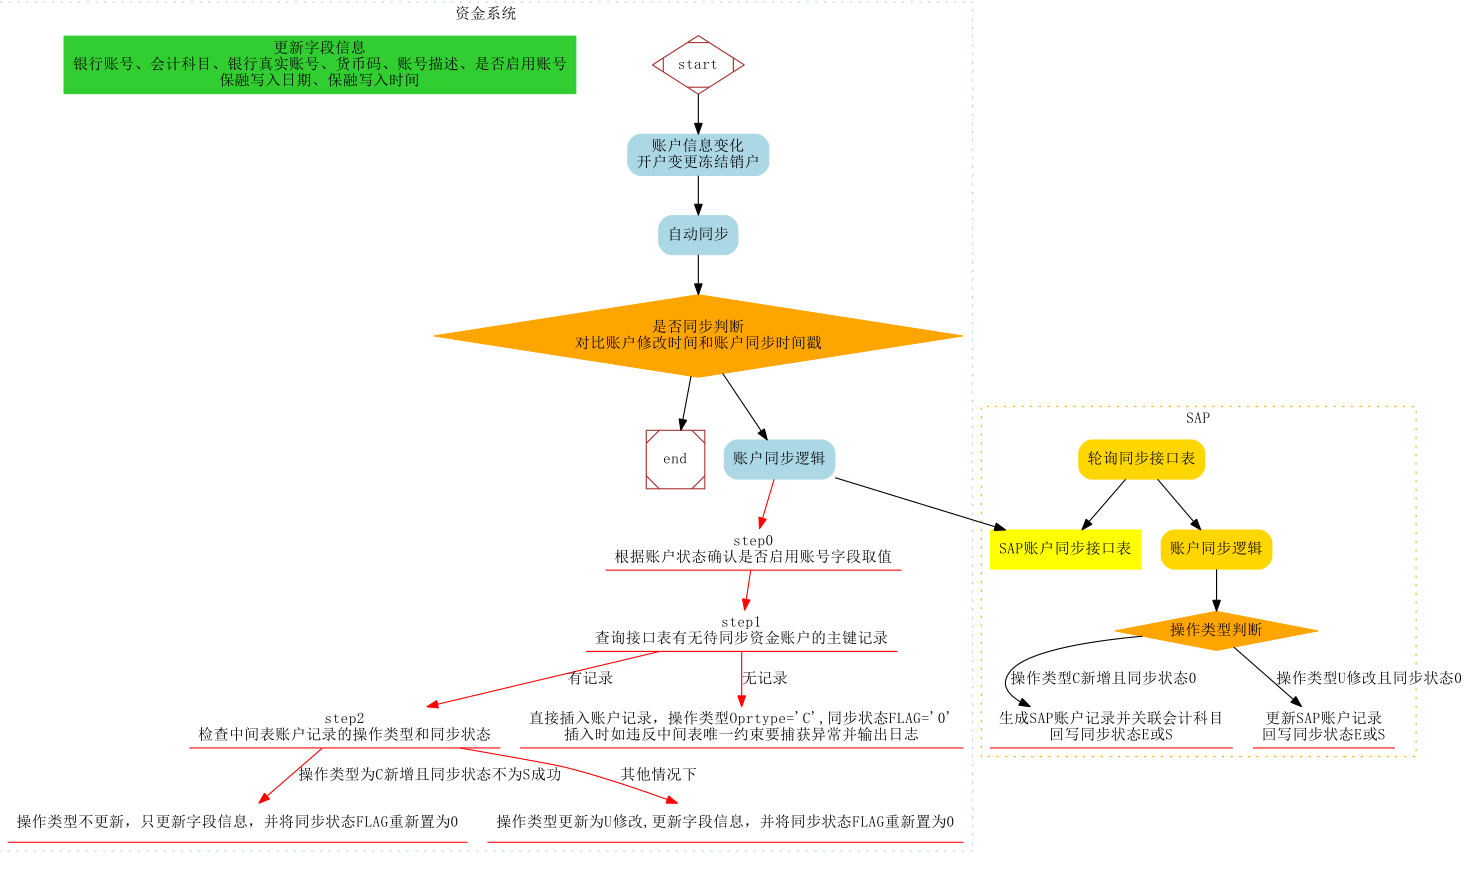 资金系统
更新字段信息
银行账号、会计科目、银行真实账号、货币码、账号描述、是否启用账号
保融写入日期、保融写入时间
start
账户信息变化
开户变更冻结销户
自动同步
是否同步判断
对比账户修改时间和账户同步时间戳
end
账户同步逻辑
SAP
轮询同步接口表
SAP账户同步接口表
账户同步逻辑
step0
根据账户状态确认是否启用账号字段取值
step1
查询接口表有无待同步资金账户的主键记录
操作类型判断
有记录
无记录
操作类型C新增且同步状态0
操作类型U修改且同步状态0
step2
检查中间表账户记录的操作类型和同步状态
直接插入账户记录，操作类型Oprtype='C',同步状态FLAG='0'
插入时如违反中间表唯一约束要捕获异常并输出日志
生成SAP账户记录并关联会计科目
回写同步状态E或S
更新SAP账户记录
回写同步状态E或S
操作类型为C新增且同步状态不为S成功
其他情况下
操作类型不更新，只更新字段信息，并将同步状态FLAG重新置为0
操作类型更新为U修改,更新字段信息，并将同步状态FLAG重新置为0